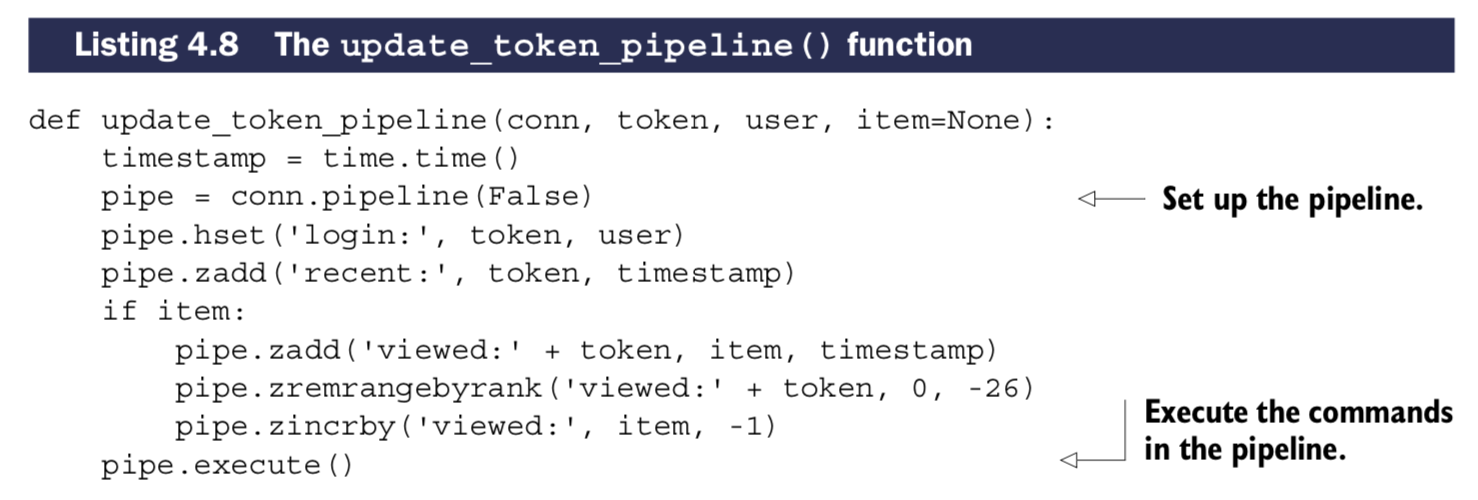 Listing 4.8 The update_token_pipeline() function
def update_token_pipeline(conn, token, user, item=None):
    timestamp = time.time()
    pipe = conn.pipeline(False)
Set up the pipeline.
    pipe.hset('login:', token, user)
    pipe.zadd('recent:', token, timestamp)
    if item:
        pipe.zadd('viewed:' + token, item, timestamp)
        pipe.zremrangebyrank('viewed:' + token, 0, -26)
        pipe.zincrby('viewed:', item, -1)
    pipe.execute()
Execute the commands
in the pipeline.